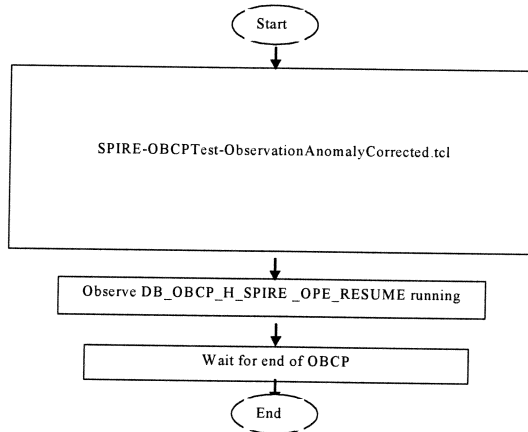 Start
SPIRE-OBCPTest-ObservationAnomalyCorrected.tcl
Observe DB_OBCP_H_SPIRE _OPE_RESUME running
Wait for end of OBCP
End